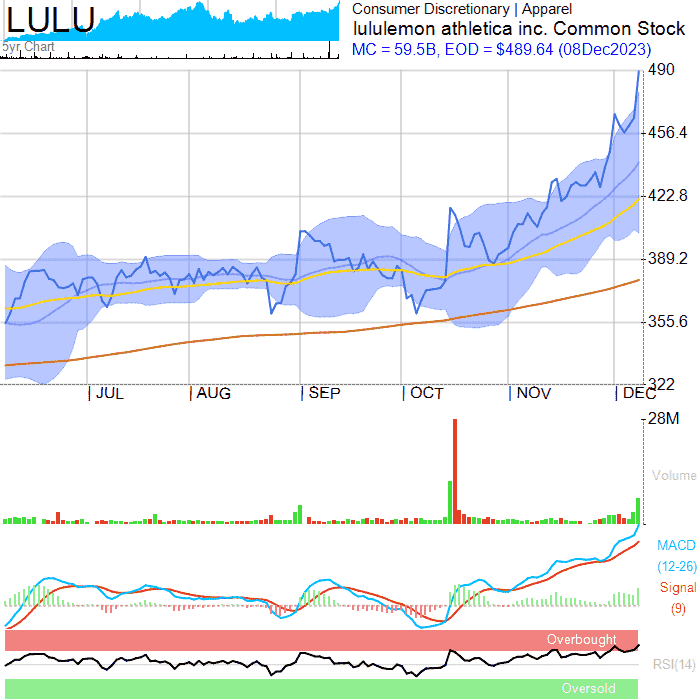 LULU
5yr Chart
Consumer Discretionary | Apparel
lululemon athletica inc. Common Stock
MC = 59.5B, EOD = $489.64 (08Dec2023)
490
456.4
422.8
389.2
355.6
322
JUL AUG SEP OCT NOV DEC
28M
Volume
MACD
(12-26)
Signal
(9)
Overbought
RSI(14)
Oversold